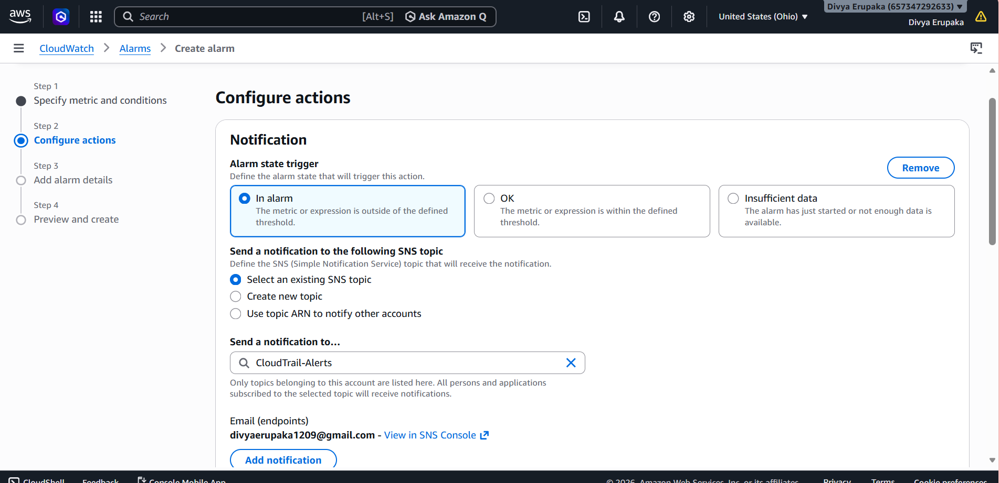 aws
Search
[Alt+S]
Ask Amazon Q
United States (Ohio)
Divya Erupaka (657347292633)
Divya Erupaka
CloudWatch
Alarms
Create alarm
Step 1
Specify metric and conditions
Step 2
Configure actions
Step 3
Add alarm details
Step 4
Preview and create
Configure actions
Notification
Alarm state trigger
Define the alarm state that will trigger this action.
Remove
In alarm
The metric or expression is outside of the defined
threshold.
OK
The metric or expression is within the defined
threshold.
Insufficient data
The alarm has just started or not enough data is
available.
Send a notification to the following SNS topic
Define the SNS (Simple Notification Service) topic that will receive the notification.
Select an existing SNS topic
Create new topic
Use topic ARN to notify other accounts
Send a notification to…
CloudTrail-Alerts
Only topics belonging to this account are listed here. All persons and applications
subscribed to the selected topic will receive notifications.
Email (endpoints)
divyaerupaka1209@gmail.com - View in SNS Console
Add notification
CloudShell
Feedback
Console Mobile App
© 2026, Amazon Web Services, Inc. or its affiliates.
Privacy
Terms
Cookie preferences